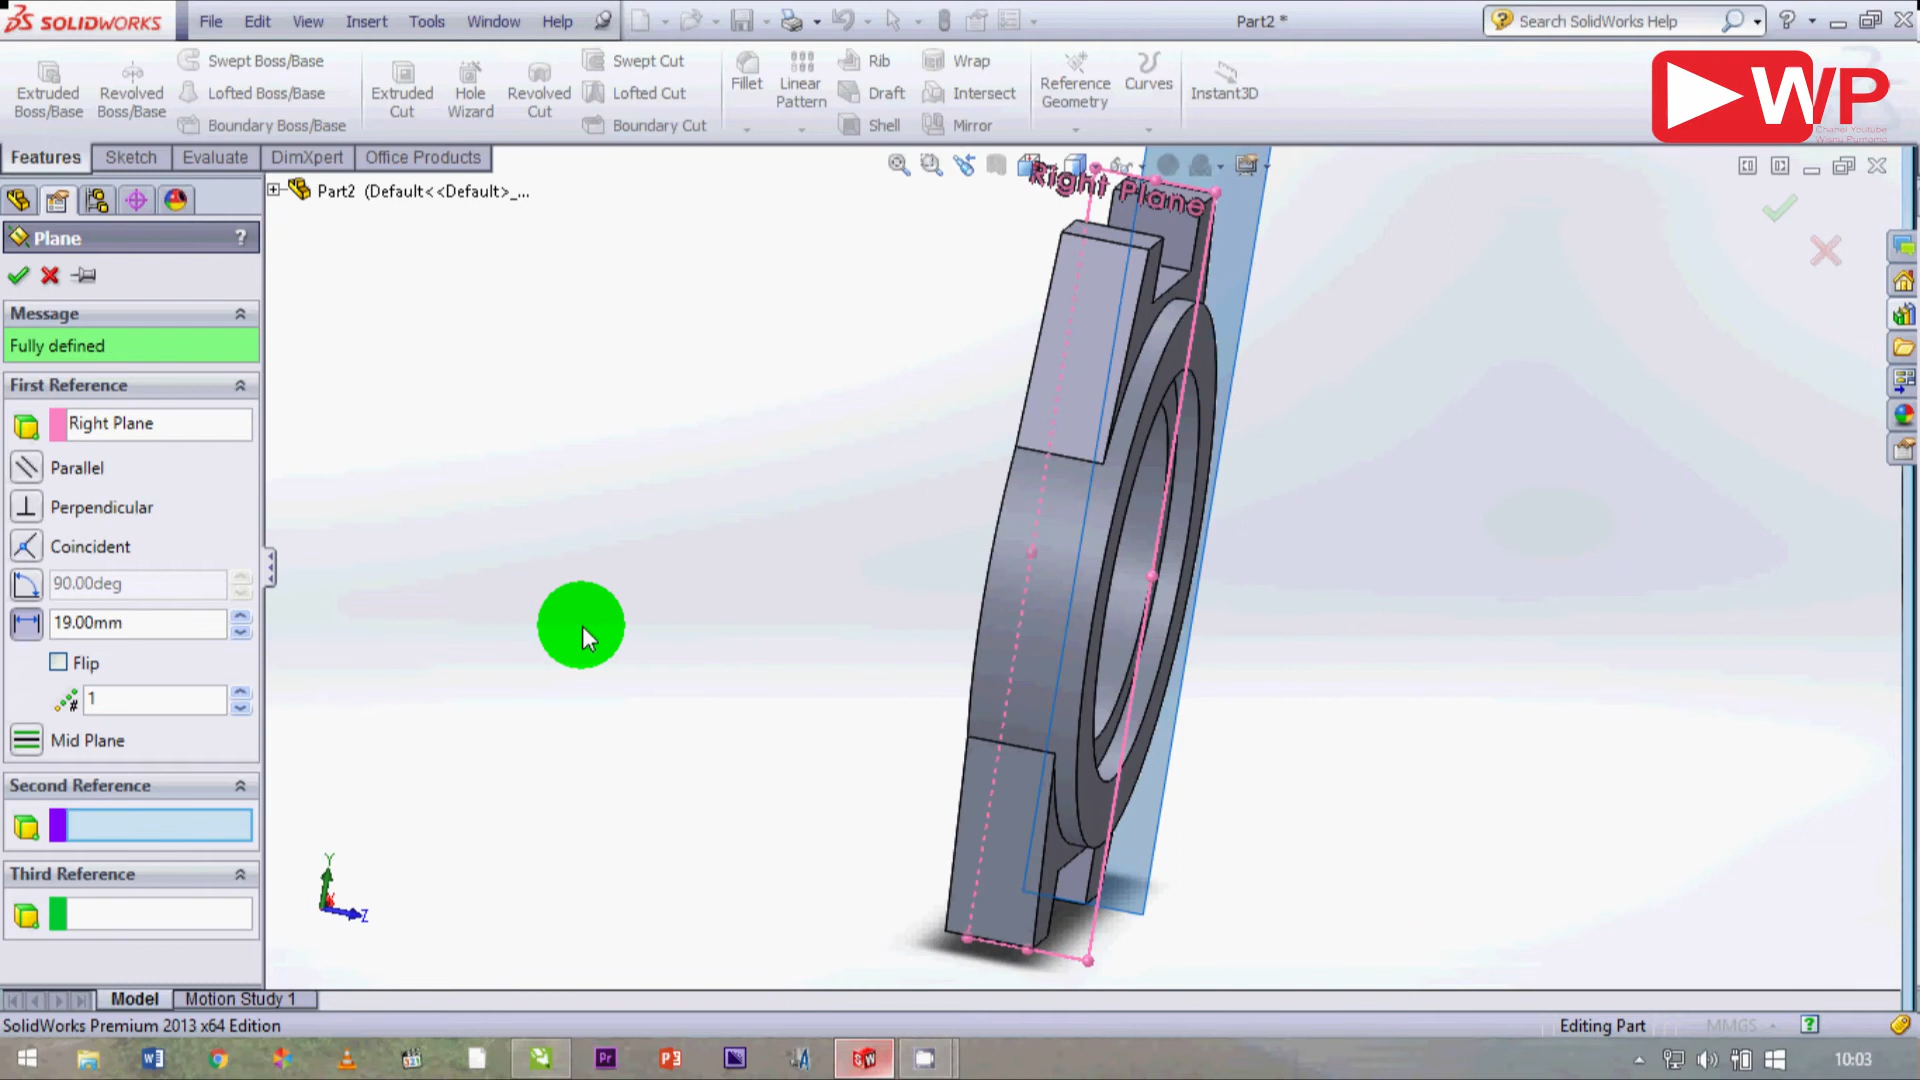 SOLIDWORKS File Edit View Insert Tools Window Help Part2 * Search SolidWorks Help
Extruded Boss/Base
Revolved Boss/Base
Swept Boss/Base
Lofted Boss/Base
Boundary Boss/Base
Extruded Cut
Hole Wizard
Revolved Cut
Swept Cut
Lofted Cut
Boundary Cut
Fillet
Linear Pattern
Rib
Draft
Shell
Wrap
Intersect
Mirror
Reference Geometry
Curves
Instant3D
WP
Chanel Youtube
Wisnu Purnomo
Features Sketch Evaluate DimXpert Office Products
Part2 (Default<<Default>_...
Right Plane
Plane ?
Message
Fully defined
First Reference
Right Plane
Parallel
Perpendicular
Coincident
90.00deg
19.00mm
Flip
# 1
Mid Plane
Second Reference
Third Reference
Y
Z
Model Motion Study 1
SolidWorks Premium 2013 x64 Edition Editing Part MMGS
10:03